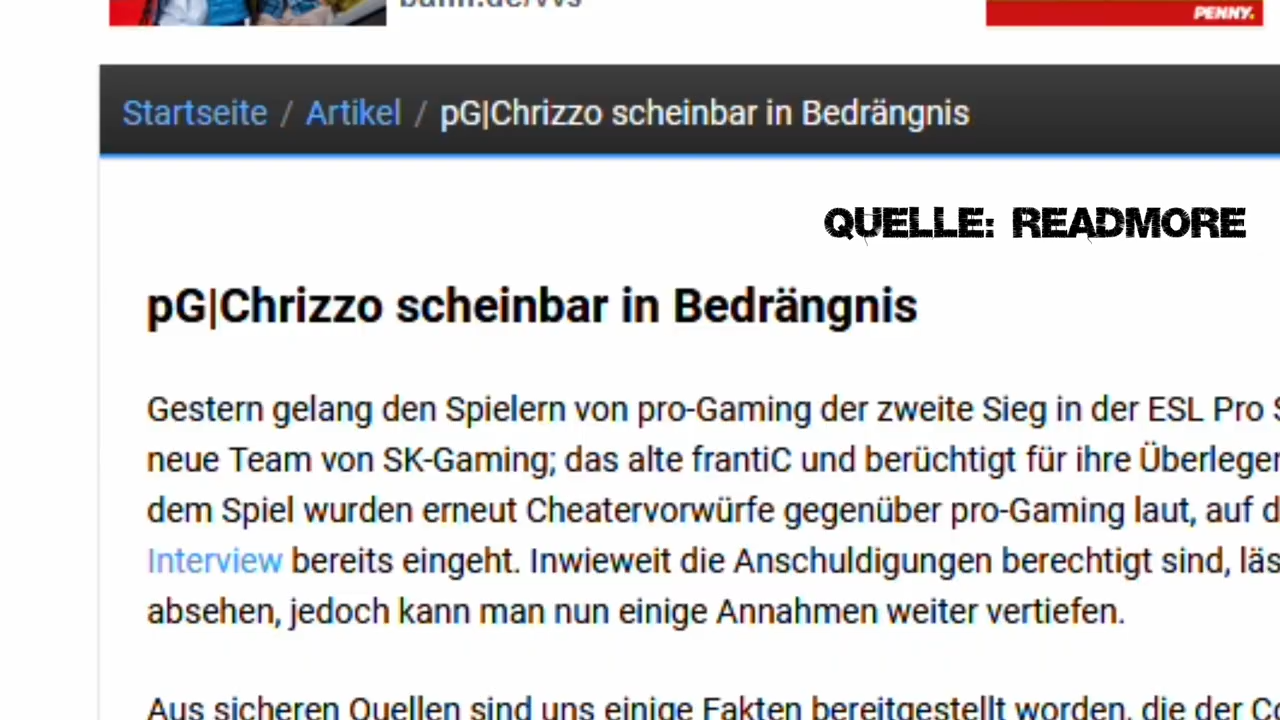 bahn.de/vvs
PENNY.
Startseite / Artikel / pG|Chrizzo scheinbar in Bedrängnis
QUELLE: READMORE
pG|Chrizzo scheinbar in Bedrängnis
Gestern gelang den Spielern von pro-Gaming der zweite Sieg in der ESL Pro
neue Team von SK-Gaming; das alte frantiC und berüchtigt für ihre
dem Spiel wurden erneut Cheatervorwürfe gegenüber pro-Gaming laut, auf
Interview bereits eingeht. Inwieweit die Anschuldigungen berechtigt sind,
absehen, jedoch kann man nun einige Annahmen weiter vertiefen.
Aus sicheren Quellen sind uns einige Fakten bereitgestellt worden, die der